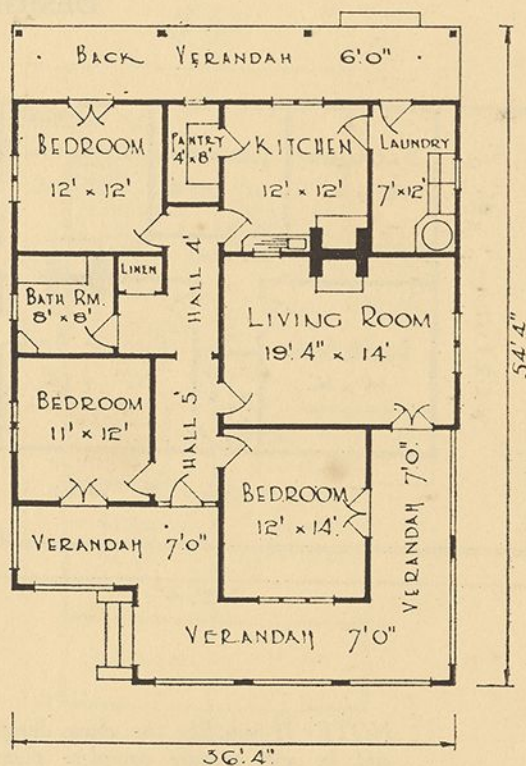 BACK VERANDAH 6'0"
BEDROOM
12' x 12'
PANTRY
4' x 8'
KITCHEN
12' x 12'
LAUNDRY
7' x 12'
LINEN
HALL 4'
BATH RM.
8' x 8'
LIVING ROOM
19'.4" x 14'
BEDROOM
11' x 12'
HALL 5'
BEDROOM
12' x 14'.
VERANDAH 7'0"
VERANDAH 7'0"
VERANDAH 7'0"
54'.4"
36'.4"